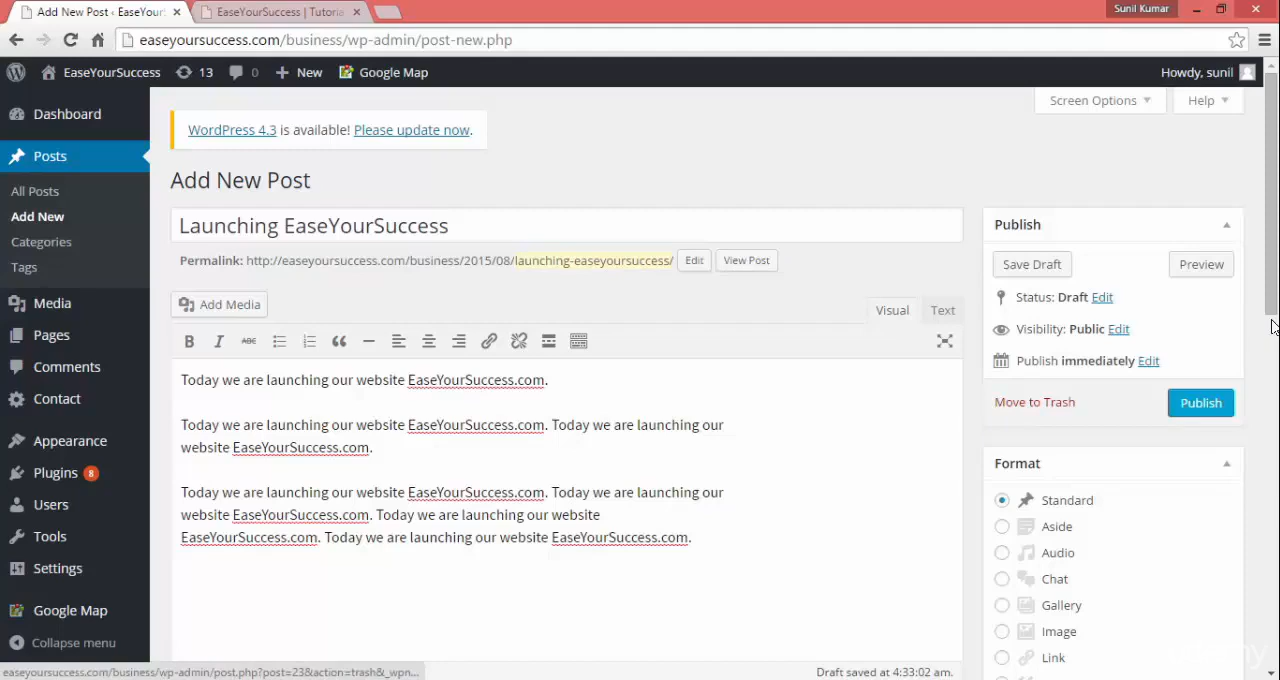 Add New Post ‹ EaseYour
EaseYourSuccess | Tutoria
Sunil Kumar
easeyoursuccess.com/business/wp-admin/post-new.php
EaseYourSuccess 13 0 New Google Map Howdy, sunil
Dashboard
Posts
All Posts
Add New
Categories
Tags
Media
Pages
Comments
Contact
Appearance
Plugins 8
Users
Tools
Settings
Google Map
Collapse menu
Screen Options Help
WordPress 4.3 is available! Please update now.
Add New Post
Launching EaseYourSuccess
Permalink: http://easeyoursuccess.com/business/2015/08/launching-easeyoursuccess/ Edit View Post
Add Media
Visual Text
B I ABC
Today we are launching our website EaseYourSuccess.com.
Today we are launching our website EaseYourSuccess.com. Today we are launching our
website EaseYourSuccess.com.
Today we are launching our website EaseYourSuccess.com. Today we are launching our
website EaseYourSuccess.com. Today we are launching our website
EaseYourSuccess.com. Today we are launching our website EaseYourSuccess.com.
Draft saved at 4:33:02 am.
Publish
Save Draft Preview
Status: Draft Edit
Visibility: Public Edit
Publish immediately Edit
Move to Trash Publish
Format
Standard
Aside
Audio
Chat
Gallery
Image
Link
udemy
easeyoursuccess.com/business/wp-admin/post.php?post=23&action=trash&_wpn...